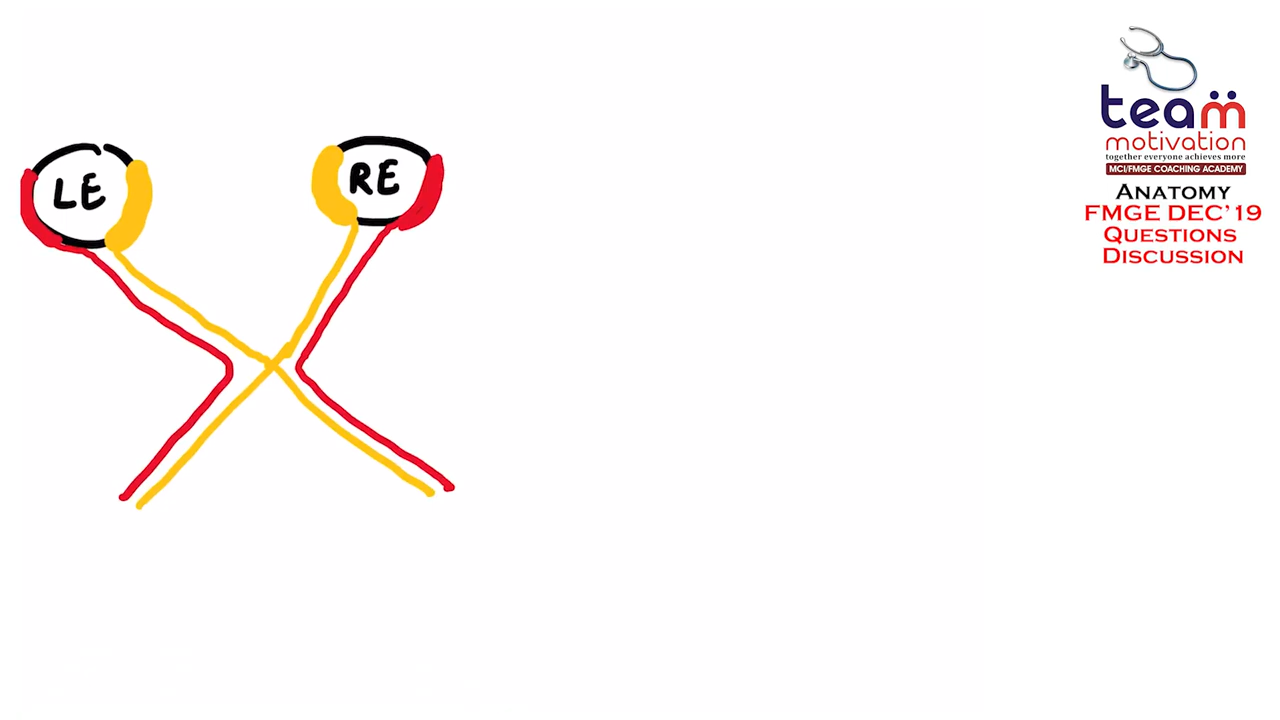 LE
RE
team
motivation
together everyone achieves more
MCI/FMGE COACHING ACADEMY
ANATOMY
FMGE DEC'19
QUESTIONS
DISCUSSION